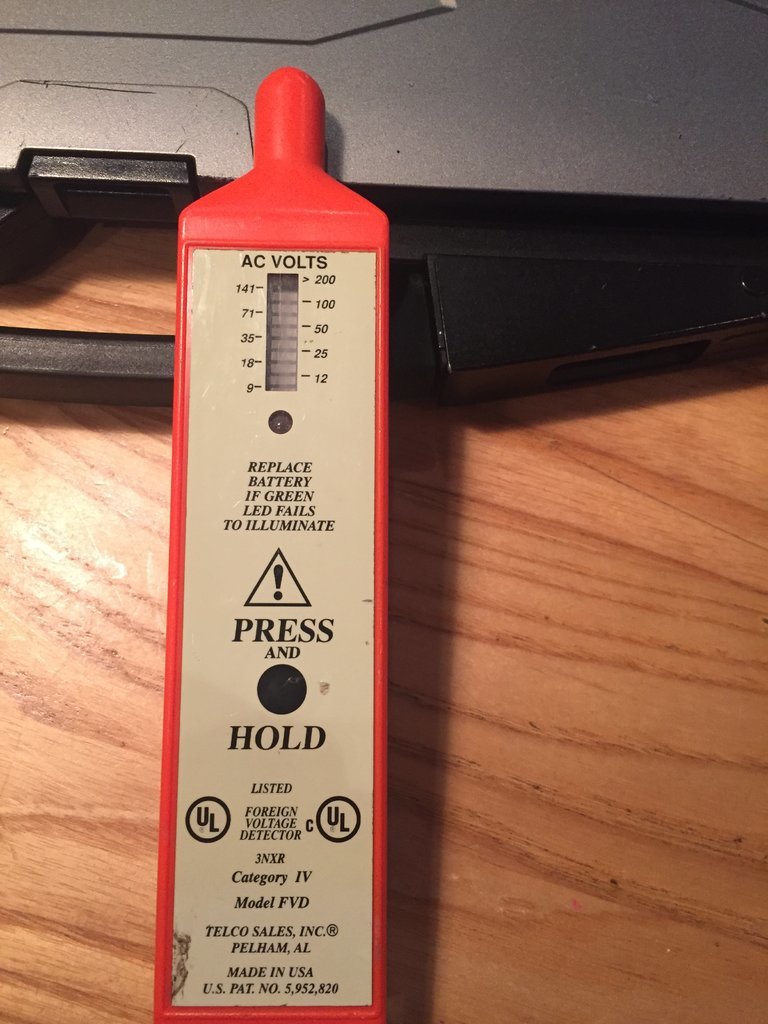 AC VOLTS
> 200
141
100
71
50
35
25
18
12
9
REPLACE
BATTERY
IF GREEN
LED FAILS
TO ILLUMINATE
!
PRESS
AND
HOLD
LISTED
UL ® FOREIGN C UL ®
VOLTAGE
DETECTOR
3NXR
Category IV
Model FVD
TELCO SALES, INC.®
PELHAM, AL
MADE IN USA
U.S. PAT. NO. 5,952,820